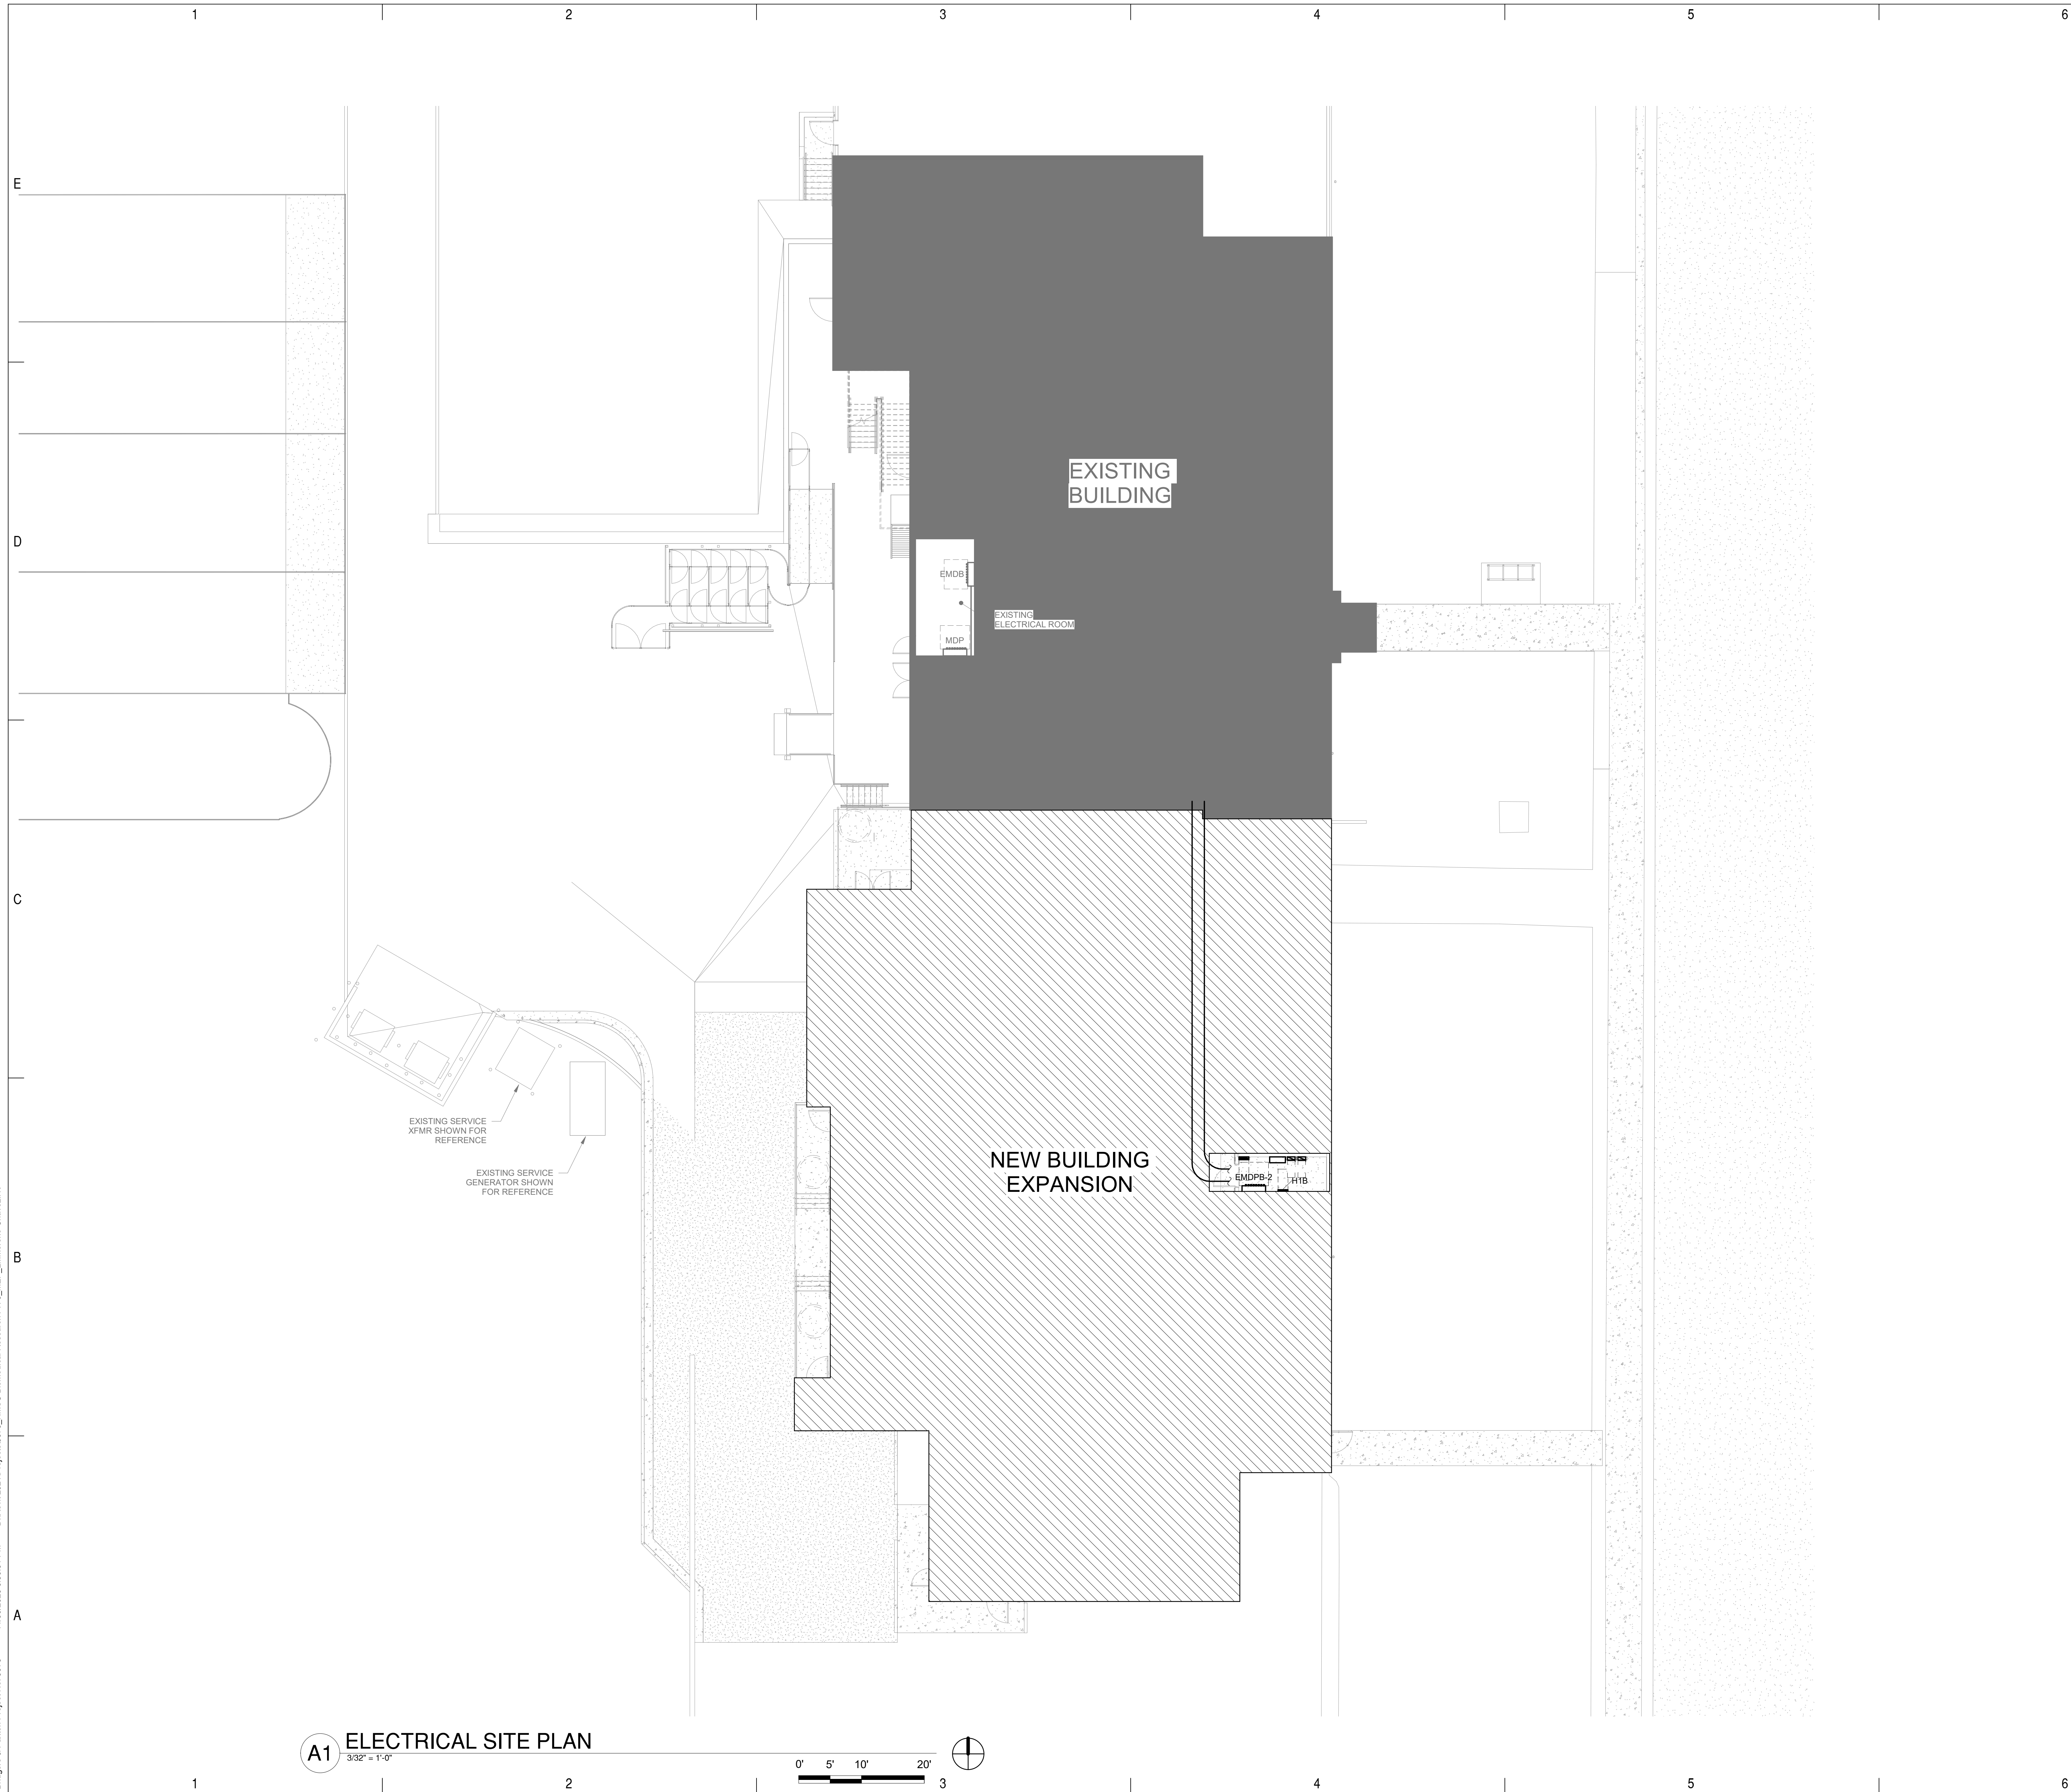 1 2 3 4 5 6
E
EXISTING
BUILDING
D
EMDB
EXISTING
ELECTRICAL ROOM
MDP
C
EXISTING SERVICE
XFMR SHOWN FOR
REFERENCE
EXISTING SERVICE
GENERATOR SHOWN
FOR REFERENCE
NEW BUILDING
EXPANSION
EMDPB-2
H1B
B
A
A1
ELECTRICAL SITE PLAN
3/32" = 1'-0"
0' 5' 10' 20'
1 2 3 4 5 6